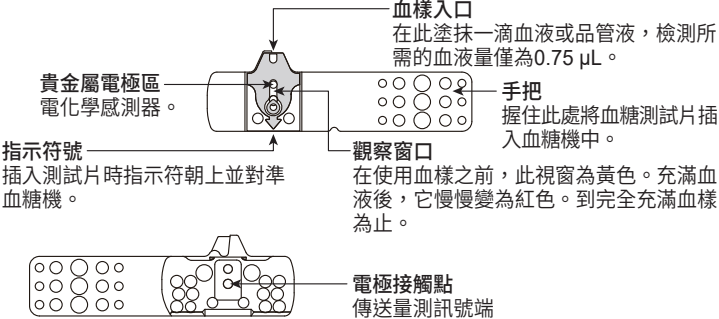 血樣入口
在此塗抹一滴血液或品管液，檢測所
需的血液量僅為0.75 µL。
貴金屬電極區
電化學感測器。
手把
握住此處將血糖測試片插
入血糖機中。
指示符號
插入測試片時指示符朝上並對準
血糖機。
觀察窗口
在使用血樣之前，此視窗為黃色。充滿血
液後，它慢慢變為紅色。到完全充滿血樣
為止。
電極接觸點
傳送量測訊號端